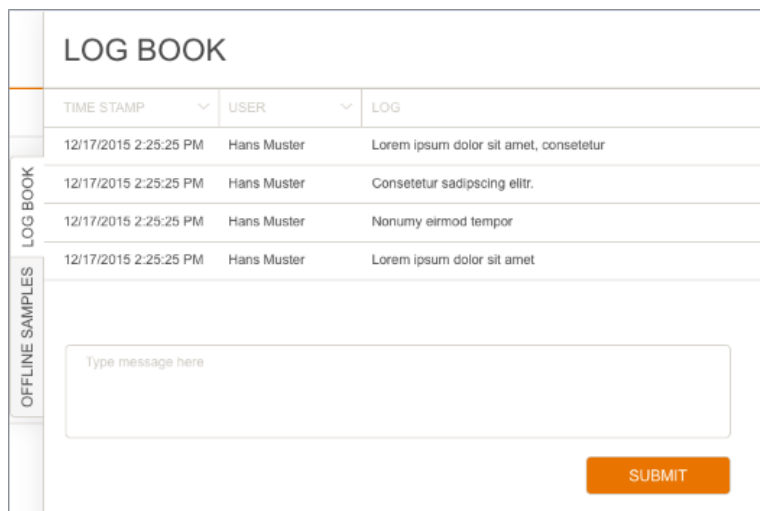 LOG BOOK
TIME STAMP USER LOG
12/17/2015 2:25:25 PM Hans Muster Lorem ipsum dolor sit amet, consetetur
12/17/2015 2:25:25 PM Hans Muster Consetetur sadipscing elitr.
12/17/2015 2:25:25 PM Hans Muster Nonumy eirmod tempor
12/17/2015 2:25:25 PM Hans Muster Lorem ipsum dolor sit amet
LOG BOOK
OFFLINE SAMPLES
Type message here
SUBMIT